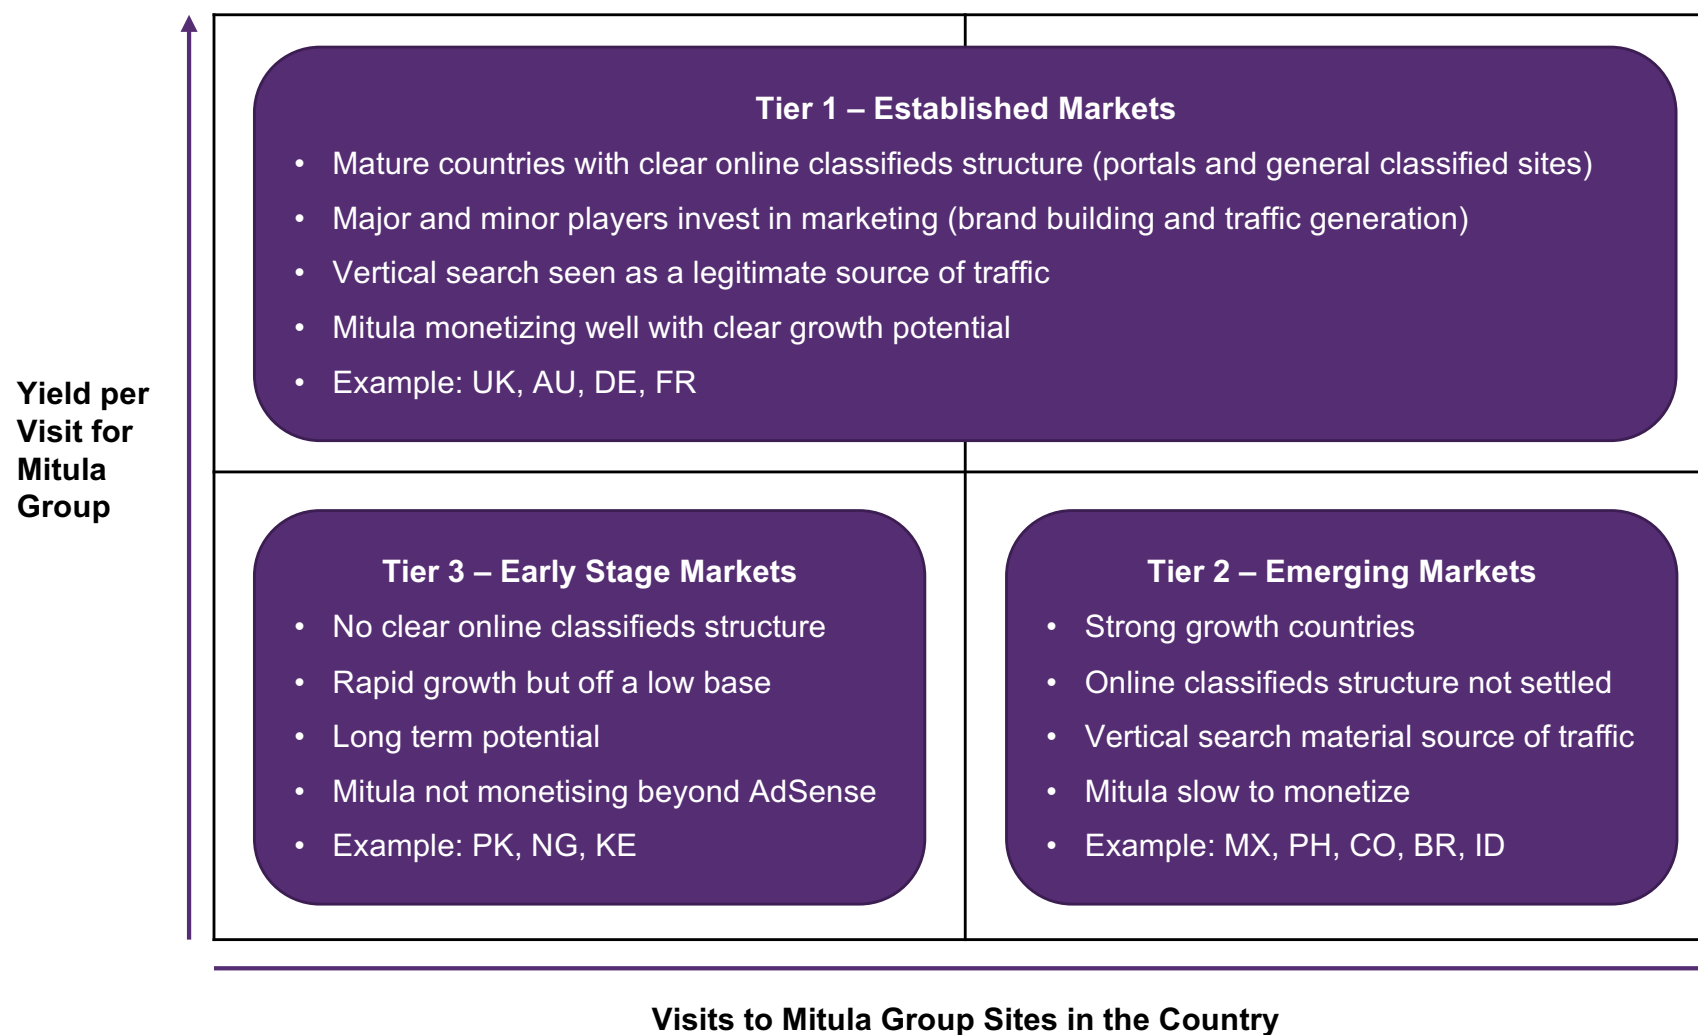 Tier 1 – Established Markets
• Mature countries with clear online classifieds structure (portals and general classified sites)
• Major and minor players invest in marketing (brand building and traffic generation)
• Vertical search seen as a legitimate source of traffic
• Mitula monetizing well with clear growth potential
• Example: UK, AU, DE, FR
Yield per
Visit for
Mitula
Group
Tier 3 – Early Stage Markets
• No clear online classifieds structure
• Rapid growth but off a low base
• Long term potential
• Mitula not monetising beyond AdSense
• Example: PK, NG, KE
Tier 2 – Emerging Markets
• Strong growth countries
• Online classifieds structure not settled
• Vertical search material source of traffic
• Mitula slow to monetize
• Example: MX, PH, CO, BR, ID
Visits to Mitula Group Sites in the Country